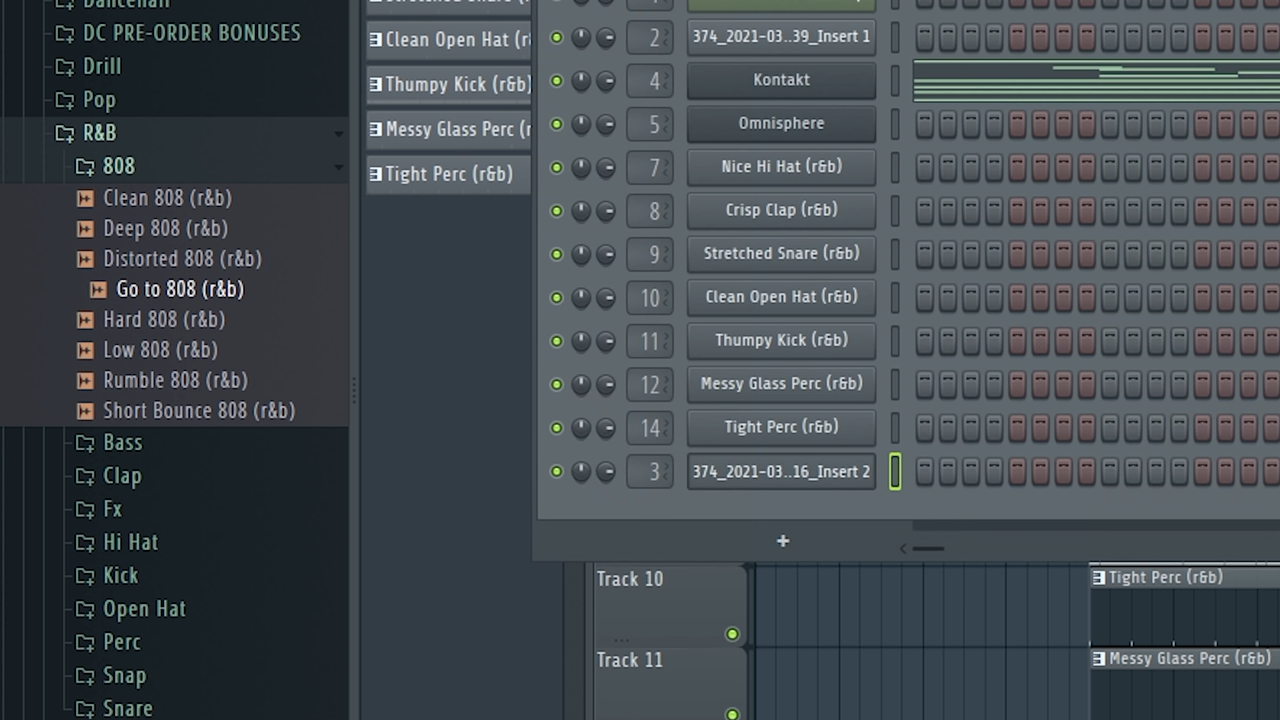 Dancehall
DC PRE-ORDER BONUSES
Drill
Pop
R&B
808
Clean 808 (r&b)
Deep 808 (r&b)
Distorted 808 (r&b)
Go to 808 (r&b)
Hard 808 (r&b)
Low 808 (r&b)
Rumble 808 (r&b)
Short Bounce 808 (r&b)
Bass
Clap
Fx
Hi Hat
Kick
Open Hat
Perc
Snap
Snare
Stretched Snare (r
Clean Open Hat (r
Thumpy Kick (r&b)
Messy Glass Perc (r
Tight Perc (r&b)
2 374_2021-03..39_Insert 1
4 Kontakt
5 Omnisphere
7 Nice Hi Hat (r&b)
8 Crisp Clap (r&b)
9 Stretched Snare (r&b)
10 Clean Open Hat (r&b)
11 Thumpy Kick (r&b)
12 Messy Glass Perc (r&b)
14 Tight Perc (r&b)
3 374_2021-03..16_Insert 2
+
Track 10
Tight Perc (r&b)
Track 11
Messy Glass Perc (r&b)